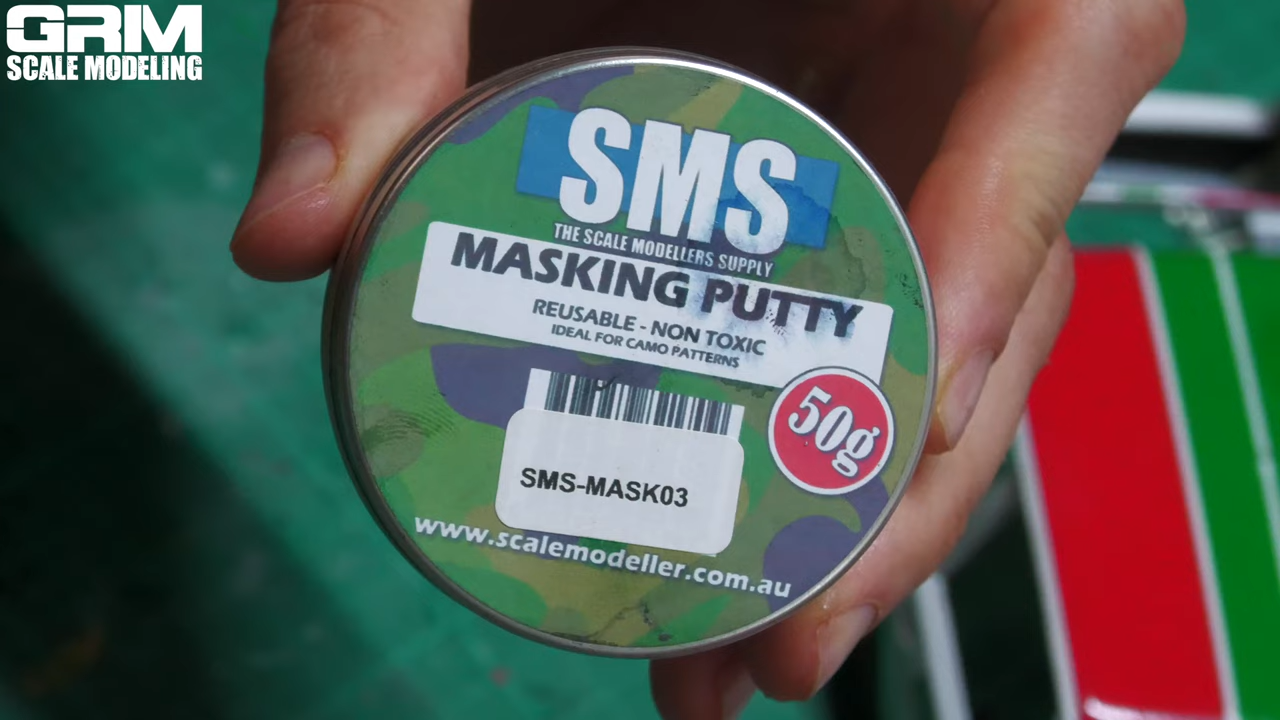 GRIM
SCALE MODELING
SMS
THE SCALE MODELLERS SUPPLY
MASKING PUTTY
REUSABLE - NON TOXIC
IDEAL FOR CAMO PATTERNS
50g
SMS-MASK03
www.scalemodeller.com.au